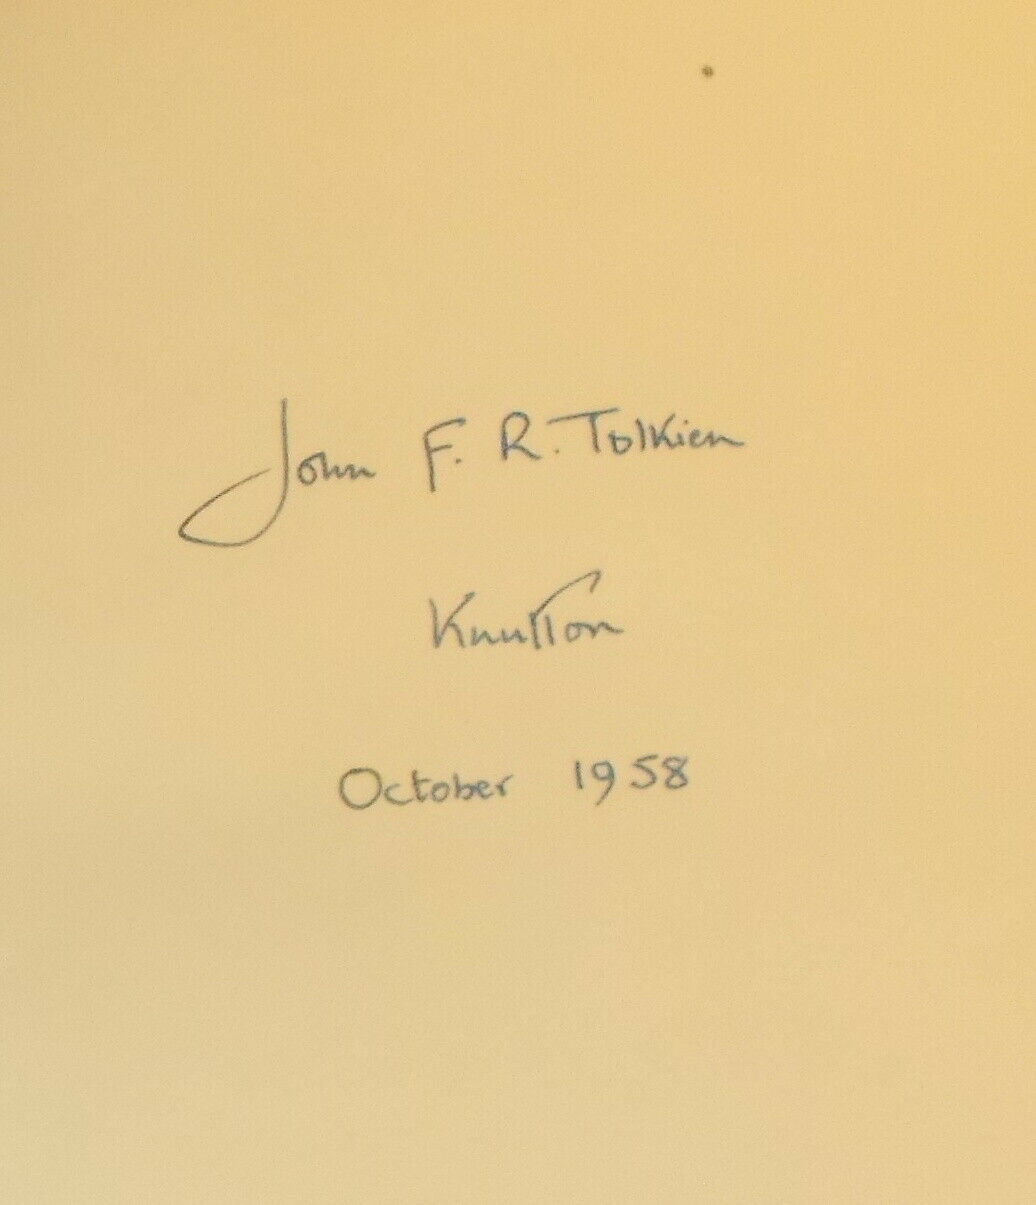 John F. R. Tolkien
Knutton
October 1958